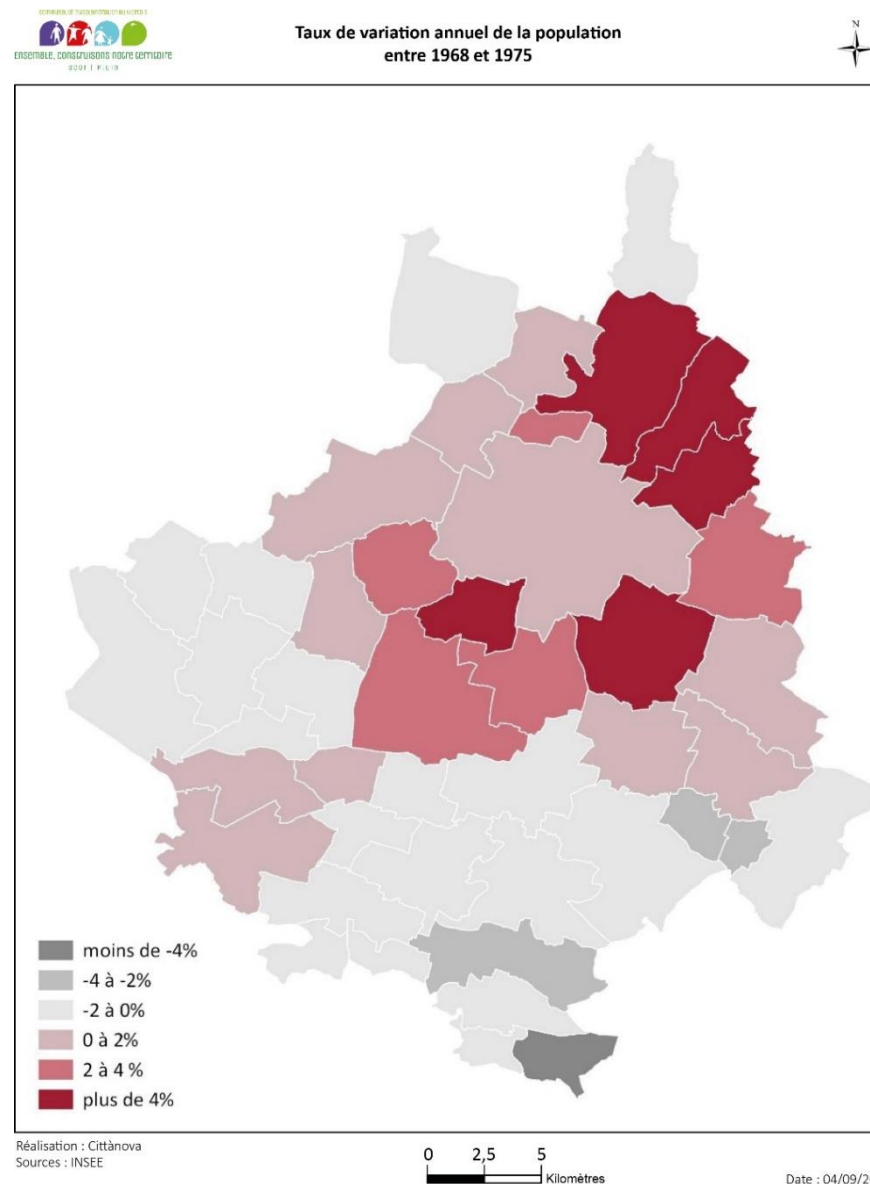 Taux de variation annuel de la population
entre 1968 et 1975
N
ENSEMBLE, CONSTRUISONS NOTRE TERRITOIRE
moins de -4%
-4 à -2%
-2 à 0%
0 à 2%
2 à 4 %
plus de 4%
Réalisation : Cittànova
Sources : INSEE
0 2,5 5
Kilomètres
Date : 04/09/20